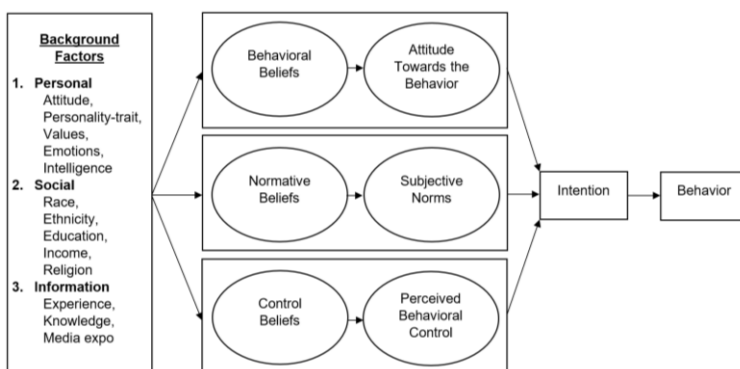 Background
Factors
1. Personal
Attitude,
Personality-trait,
Values,
Emotions,
Intelligence
2. Social
Race,
Ethnicity,
Education,
Income,
Religion
3. Information
Experience,
Knowledge,
Media expo
Behavioral
Beliefs
Attitude
Towards the
Behavior
Normative
Beliefs
Subjective
Norms
Control
Beliefs
Perceived
Behavioral
Control
Intention
Behavior